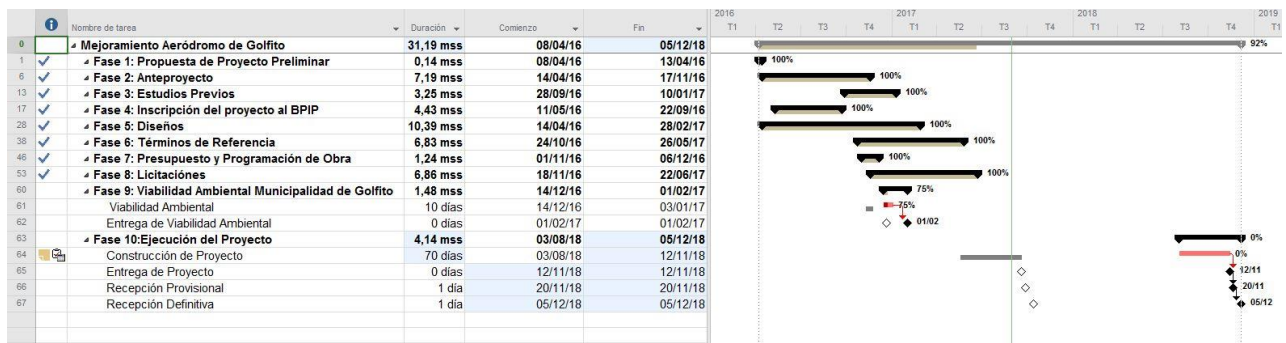 2016 2017 2018 2019
Nombre de tarea Duración Comienzo Fin T1 T2 T3 T4 T1 T2 T3 T4 T1 T2 T3 T4 T1
0 Mejoramiento Aeródromo de Golfito 31,19 mss 08/04/16 05/12/18 92%
1 Fase 1: Propuesta de Proyecto Preliminar 0,14 mss 08/04/16 13/04/16 100%
6 Fase 2: Anteproyecto 7,19 mss 14/04/16 17/11/16 100%
13 Fase 3: Estudios Previos 3,25 mss 28/09/16 10/01/17 100%
17 Fase 4: Inscripción del proyecto al BPIP 4,43 mss 11/05/16 22/09/16 100%
28 Fase 5: Diseños 10,39 mss 14/04/16 28/02/17 100%
38 Fase 6: Términos de Referencia 6,83 mss 24/10/16 26/05/17 100%
46 Fase 7: Presupuesto y Programación de Obra 1,24 mss 01/11/16 06/12/16 100%
53 Fase 8: Licitaciónes 6,86 mss 18/11/16 22/06/17 100%
60 Fase 9: Viabilidad Ambiental Municipalidad de Golfito 1,48 mss 14/12/16 01/02/17 75%
61 Viabilidad Ambiental 10 días 14/12/16 03/01/17 75%
62 Entrega de Viabilidad Ambiental 0 días 01/02/17 01/02/17 01/02
63 Fase 10:Ejecución del Proyecto 4,14 mss 03/08/18 05/12/18 0%
64 Construcción de Proyecto 70 días 03/08/18 12/11/18 0%
65 Entrega de Proyecto 0 días 12/11/18 12/11/18 12/11
66 Recepción Provisional 1 día 20/11/18 20/11/18 20/11
67 Recepción Definitiva 1 día 05/12/18 05/12/18 05/12